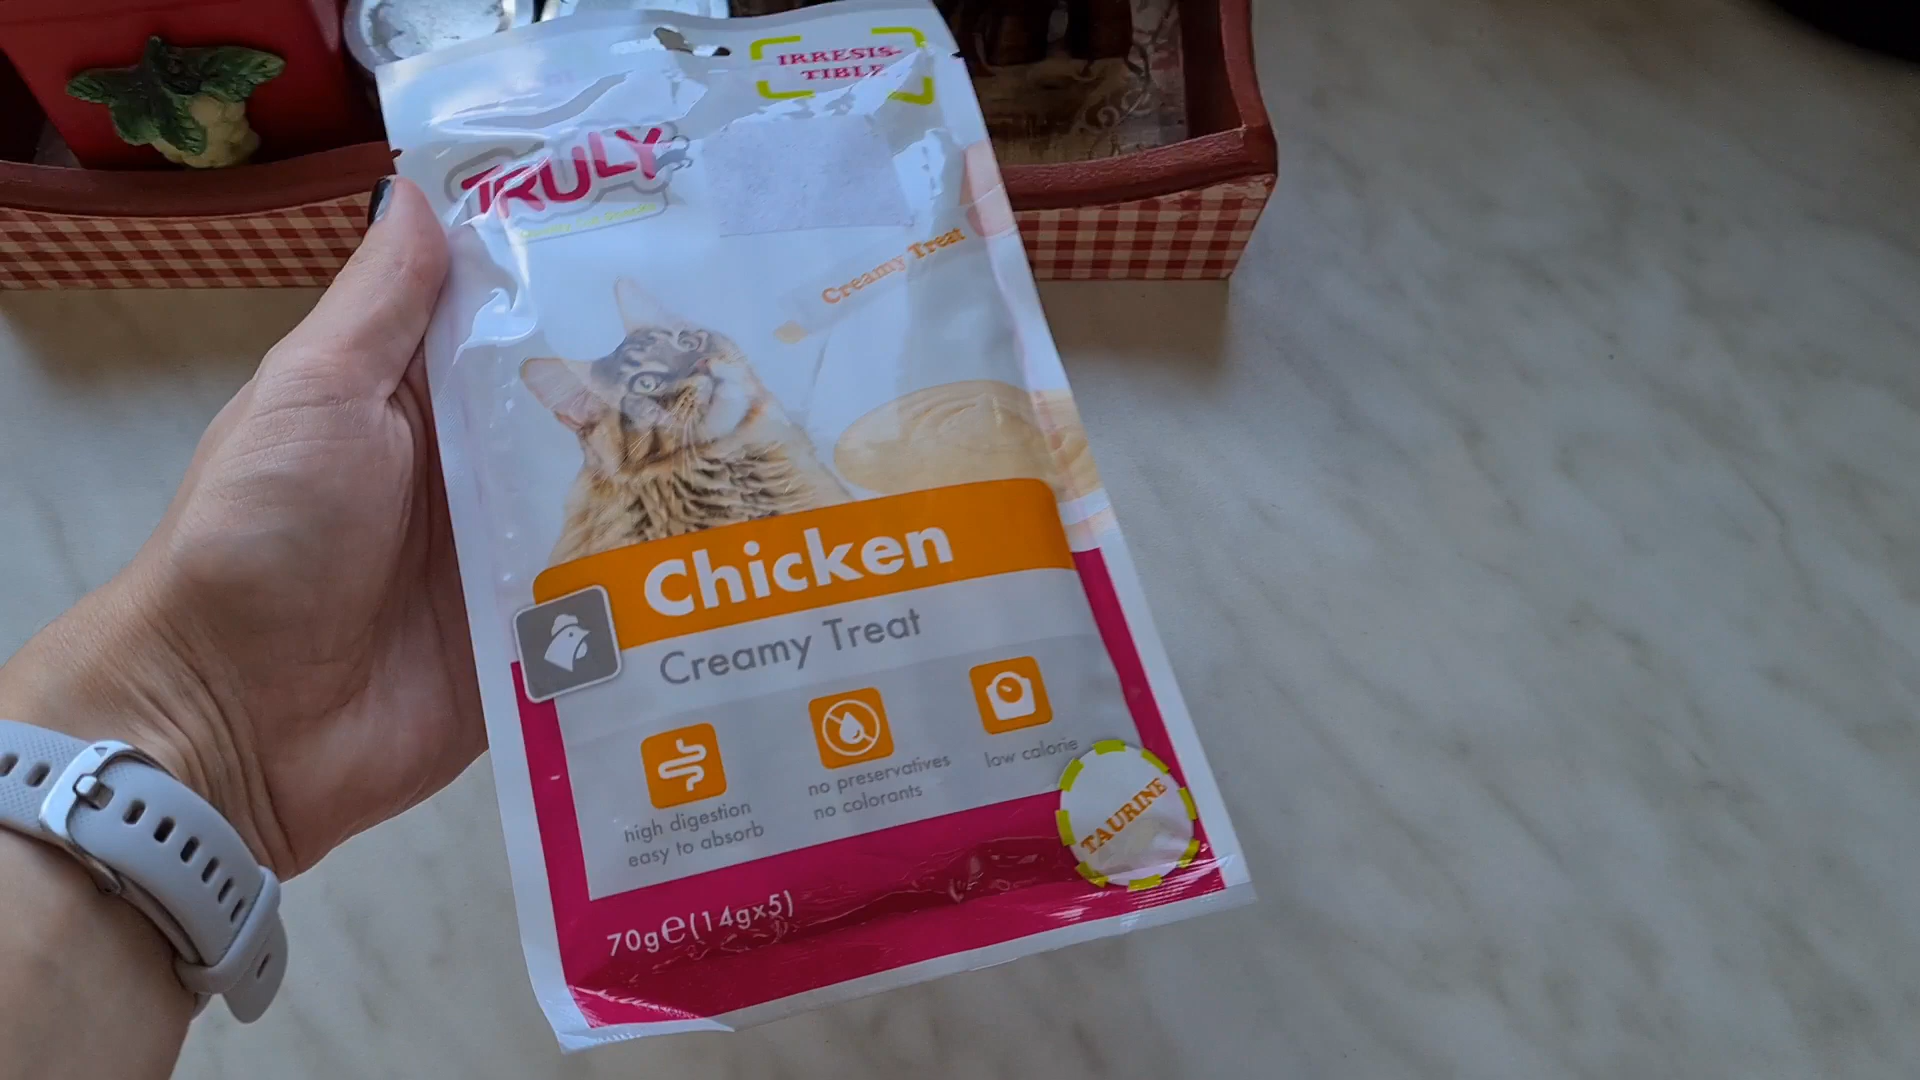 IRRESIS-
TIBLE
TRULY
Creamy Treat
Chicken
Creamy Treat
high digestion
easy to absorb
no preservatives
no colorants
low calorie
TAURINE
70g℮(14gx5)